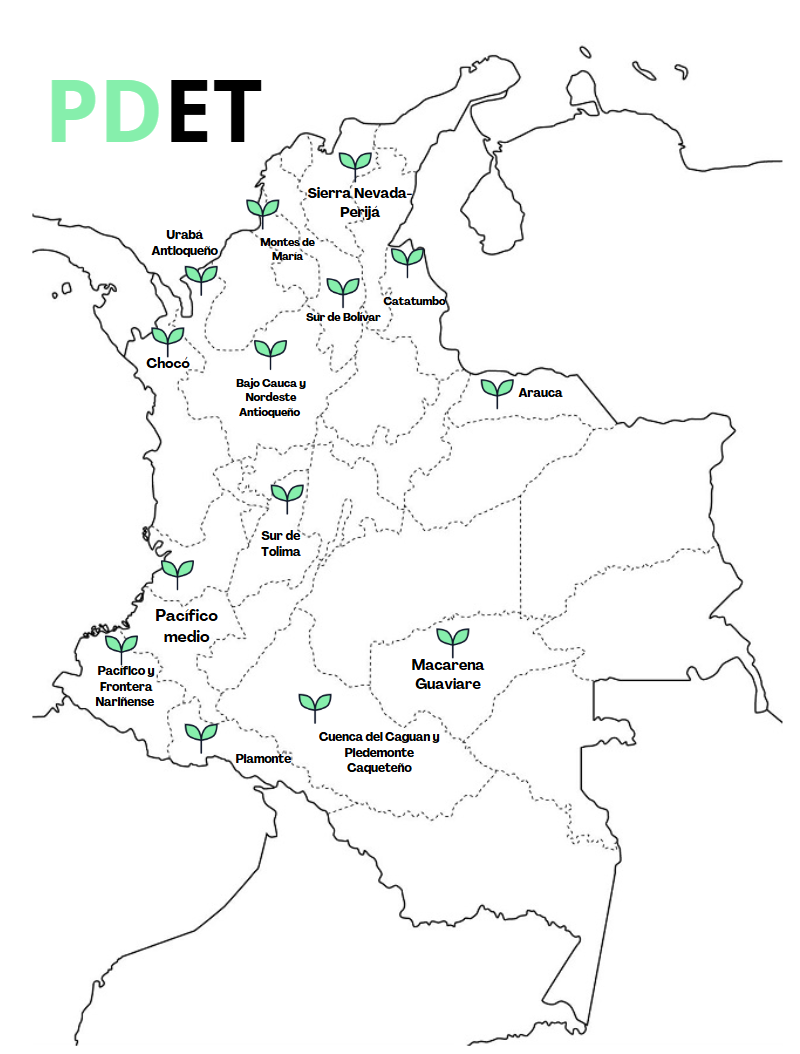 PDET
Sierra Nevada-
Perijá
Urabá
Antioqueño
Montes de
María
Catatumbo
Sur de Bolívar
Chocó
Bajo Cauca y
Nordeste
Antioqueño
Arauca
Sur de
Tolima
Pacífico
medio
Macarena
Guaviare
Pacífico y
Frontera
Nariñense
Cuenca del Caguan y
Piedemonte
Caqueteño
Piamonte